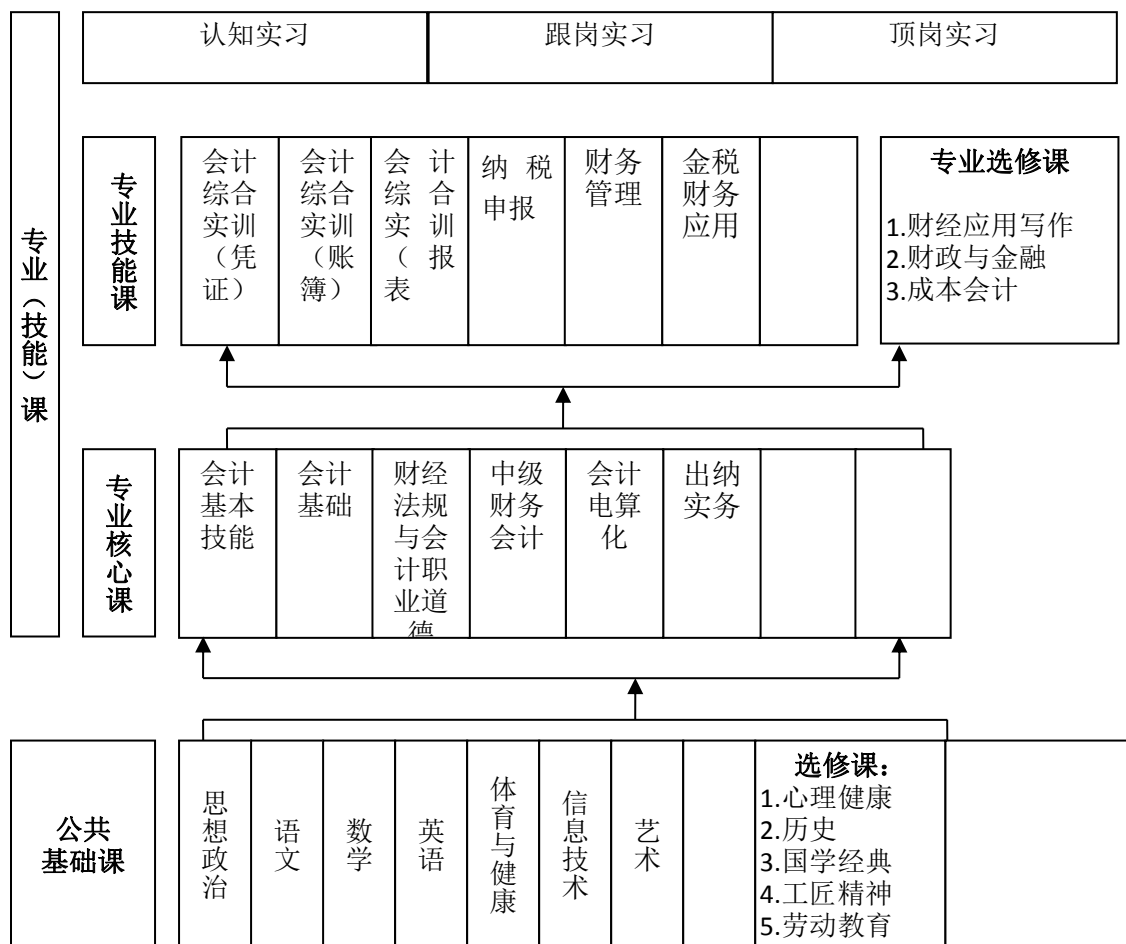 认知实习
跟岗实习
顶岗实习
专业（技能）课
专业技能课
会计
综合
实训
（凭
证）
会计
综合
实训
（账
簿）
会 计
综 合
实 训
（ 报
表
纳 税
申报
财务
管理
金税
财务
应用
专业选修课
1.财经应用写作
2.财政与金融
3.成本会计
专业核心课
会计
基本
技能
会计
基础
财经
法规
与会
计职
业道
德
中级
财务
会计
会计
电算
化
出纳
实务
公共
基础课
思想政治
语文
数学
英语
体育与健康
信息技术
艺术
选修课：
1.心理健康
2.历史
3.国学经典
4.工匠精神
5.劳动教育